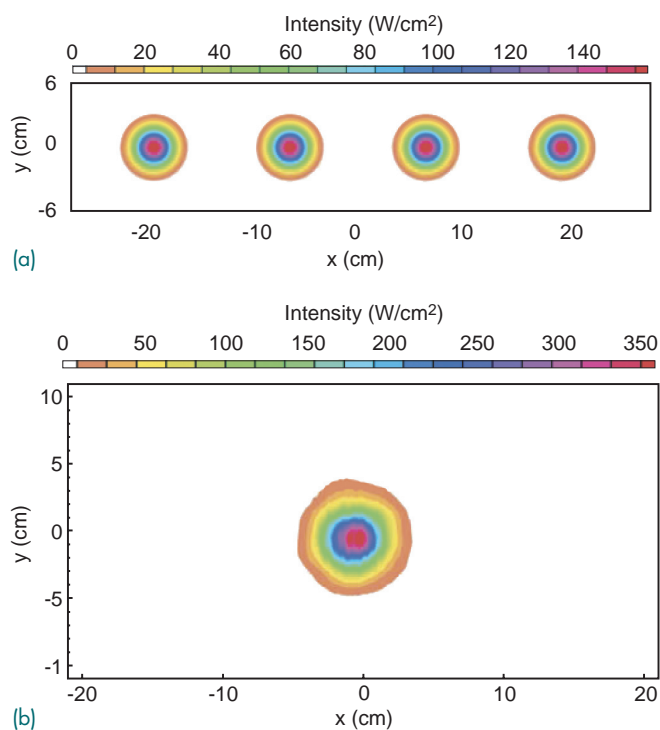 Intensity (W/cm2)
0 20 40 60 80 100 120 140
6
0
-6
y (cm)
-20 -10 0 10 20
x (cm)
(a)
Intensity (W/cm2)
0 50 100 150 200 250 300 350
10
5
0
-5
-1
y (cm)
-20 -10 0 10 20
x (cm)
(b)